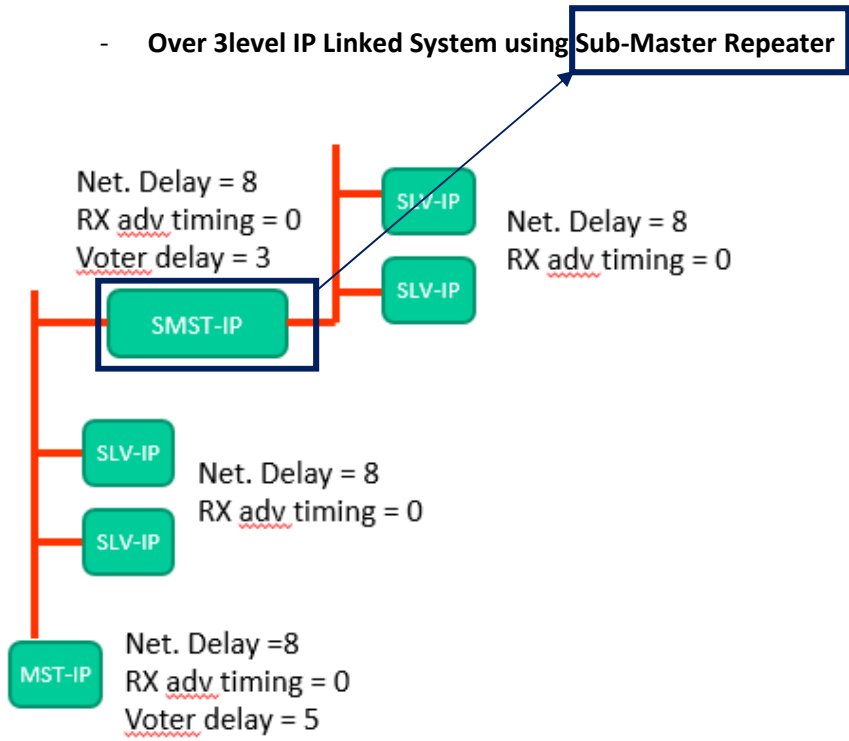 - Over 3level IP Linked System using Sub-Master Repeater
Net. Delay = 8
RX adv timing = 0
Voter delay = 3
SLV-IP
SLV-IP
Net. Delay = 8
RX adv timing = 0
SMST-IP
SLV-IP
SLV-IP
Net. Delay = 8
RX adv timing = 0
MST-IP
Net. Delay =8
RX adv timing = 0
Voter delay = 5